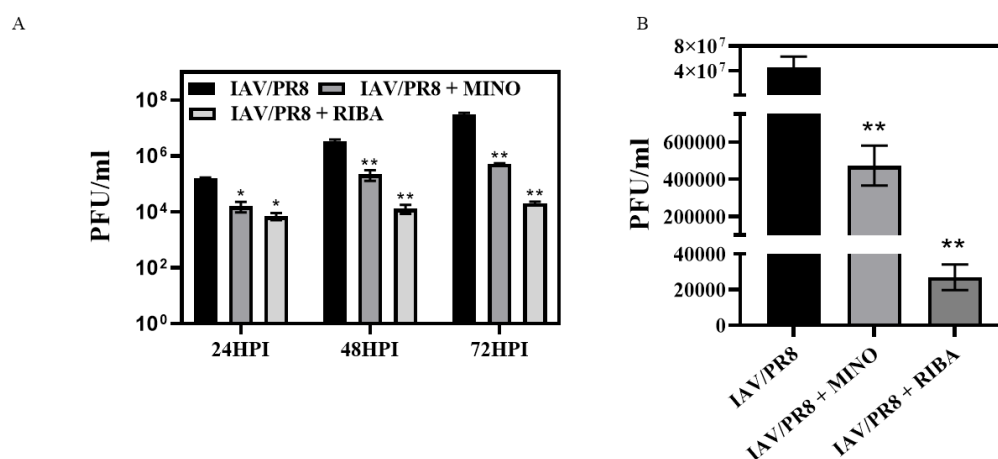 A
IAV/PR8 IAV/PR8 + MINO
IAV/PR8 + RIBA
PFU/ml
10⁸
10⁶
10⁴
10²
10⁰
* *
** **
** **
24HPI 48HPI 72HPI
B
PFU/ml
8×10⁷
4×10⁷
600000
400000
200000
40000
20000
0
**
**
IAV/PR8
IAV/PR8 + MINO
IAV/PR8 + RIBA